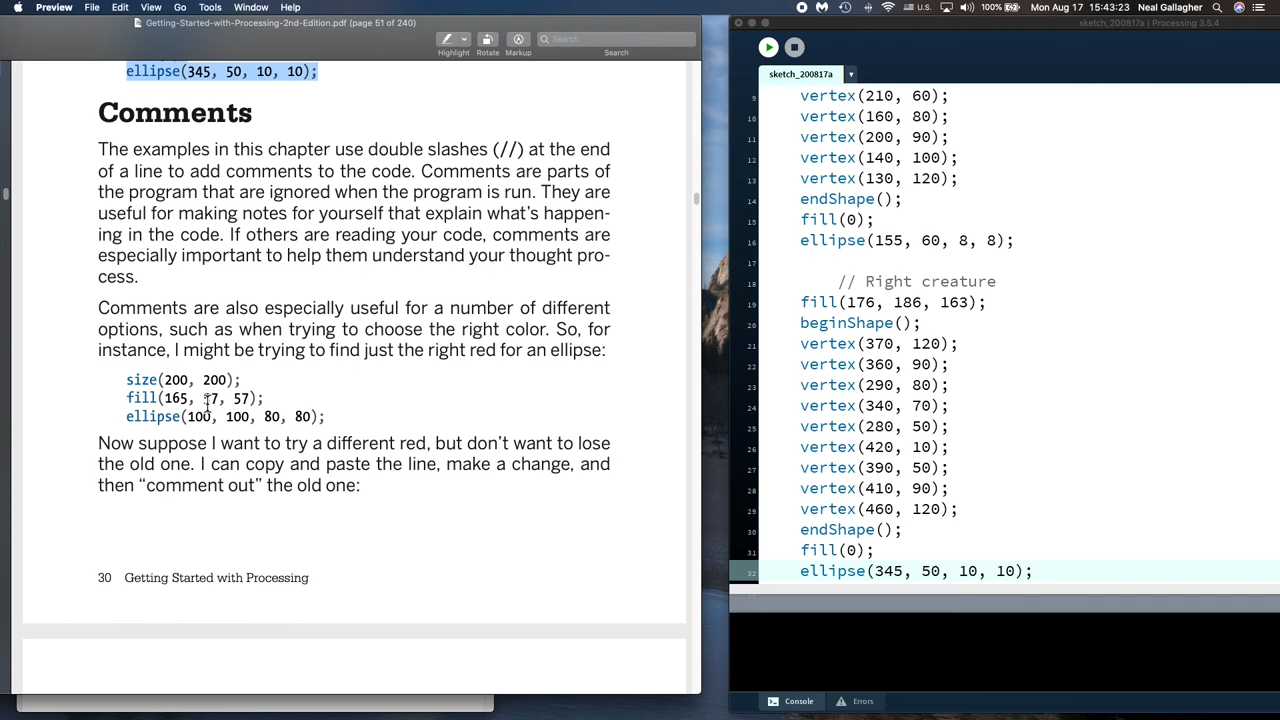 Preview File Edit View Go Tools Window Help
U.S. 100% Mon Aug 17 15:43:23 Neal Gallagher
Getting-Started-with-Processing-2nd-Edition.pdf (page 51 of 240)
Search
Highlight Rotate Markup Search
ellipse(345, 50, 10, 10);
Comments
The examples in this chapter use double slashes (//) at the end
of a line to add comments to the code. Comments are parts of
the program that are ignored when the program is run. They are
useful for making notes for yourself that explain what's happen-
ing in the code. If others are reading your code, comments are
especially important to help them understand your thought pro-
cess.
Comments are also especially useful for a number of different
options, such as when trying to choose the right color. So, for
instance, I might be trying to find just the right red for an ellipse:
size(200, 200);
fill(165, 57, 57);
ellipse(100, 100, 80, 80);
Now suppose I want to try a different red, but don't want to lose
the old one. I can copy and paste the line, make a change, and
then “comment out” the old one:
30 Getting Started with Processing
sketch_200817a | Processing 3.5.4
sketch_200817a
9 vertex(210, 60);
10 vertex(160, 80);
11 vertex(200, 90);
12 vertex(140, 100);
13 vertex(130, 120);
14 endShape();
15 fill(0);
16 ellipse(155, 60, 8, 8);
17
18 // Right creature
19 fill(176, 186, 163);
20 beginShape();
21 vertex(370, 120);
22 vertex(360, 90);
23 vertex(290, 80);
24 vertex(340, 70);
25 vertex(280, 50);
26 vertex(420, 10);
27 vertex(390, 50);
28 vertex(410, 90);
29 vertex(460, 120);
30 endShape();
31 fill(0);
32 ellipse(345, 50, 10, 10);
Console Errors